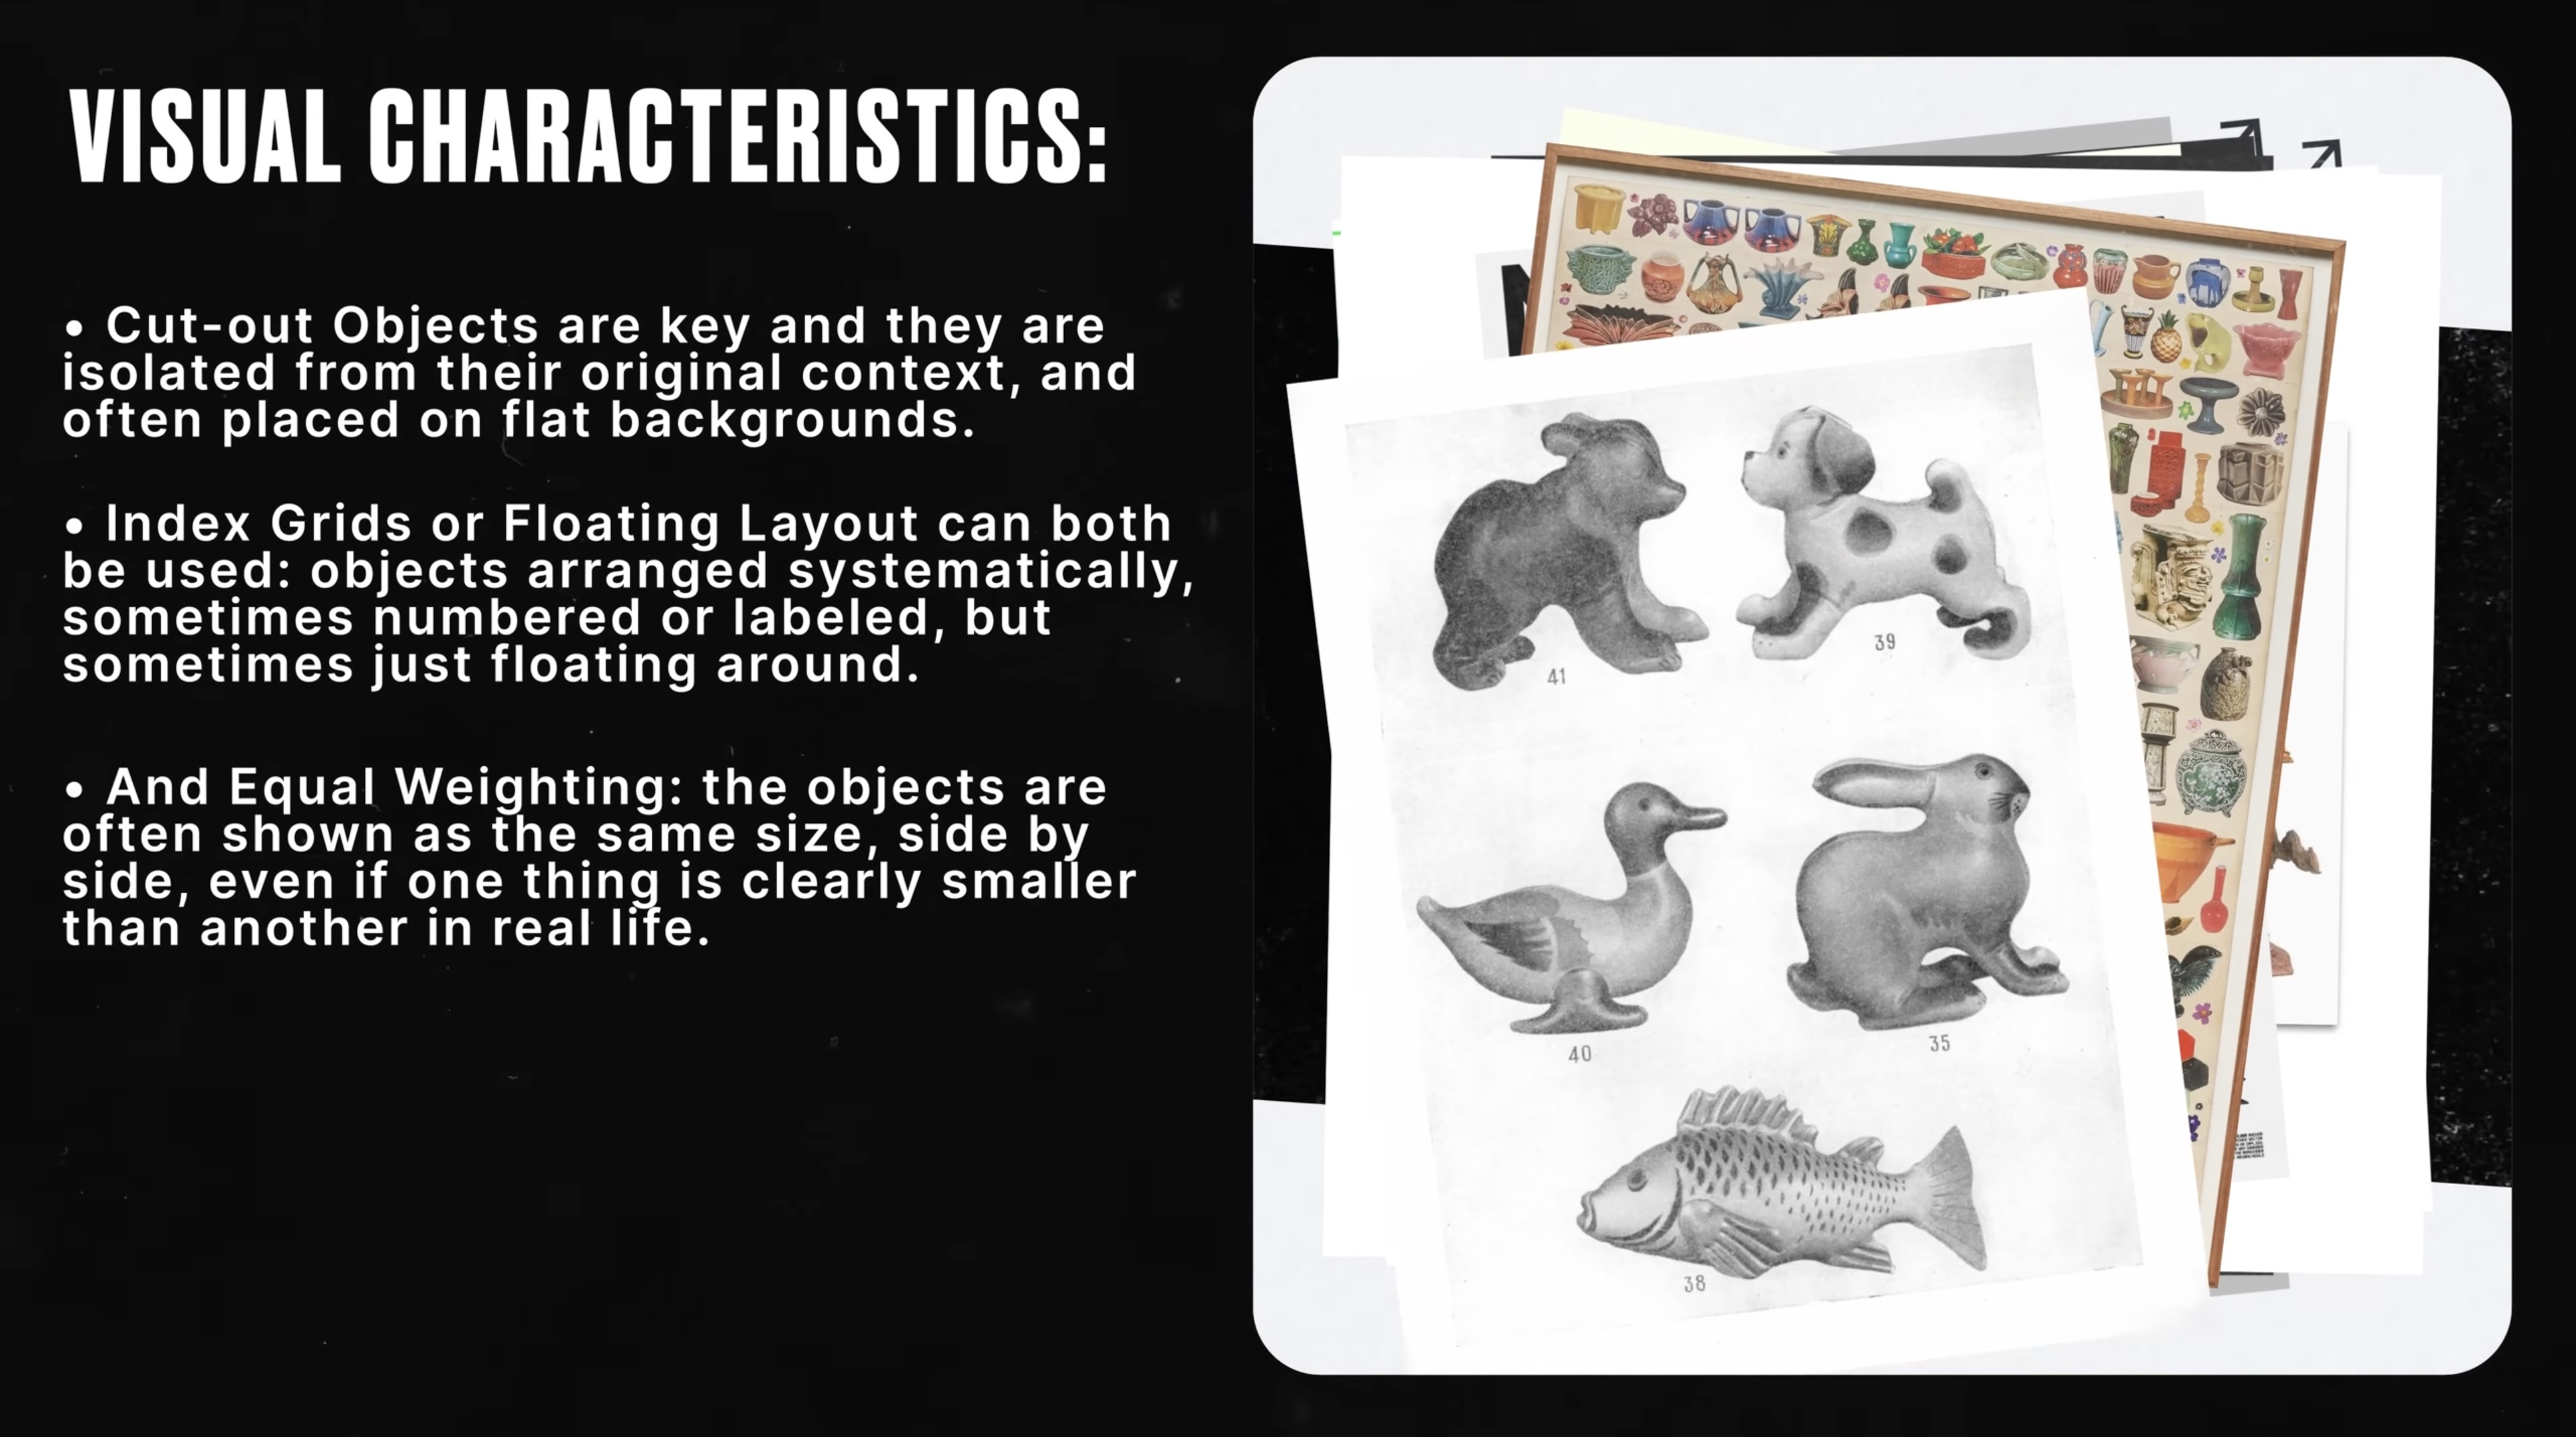 VISUAL CHARACTERISTICS:
• Cut-out Objects are key and they are
isolated from their original context, and
often placed on flat backgrounds.
• Index Grids or Floating Layout can both
be used: objects arranged systematically,
sometimes numbered or labeled, but
sometimes just floating around.
• And Equal Weighting: the objects are
often shown as the same size, side by
side, even if one thing is clearly smaller
than another in real life.
41
39
40
35
38